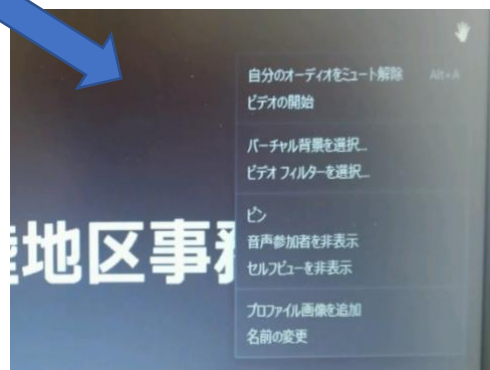 自分のオーディオをミュート解除 Alt+A
ビデオの開始
バーチャル背景を選択...
ビデオ フィルターを選択...
ピン
音声参加者を非表示
セルフビューを非表示
地区事務
プロファイル画像を追加
名前の変更